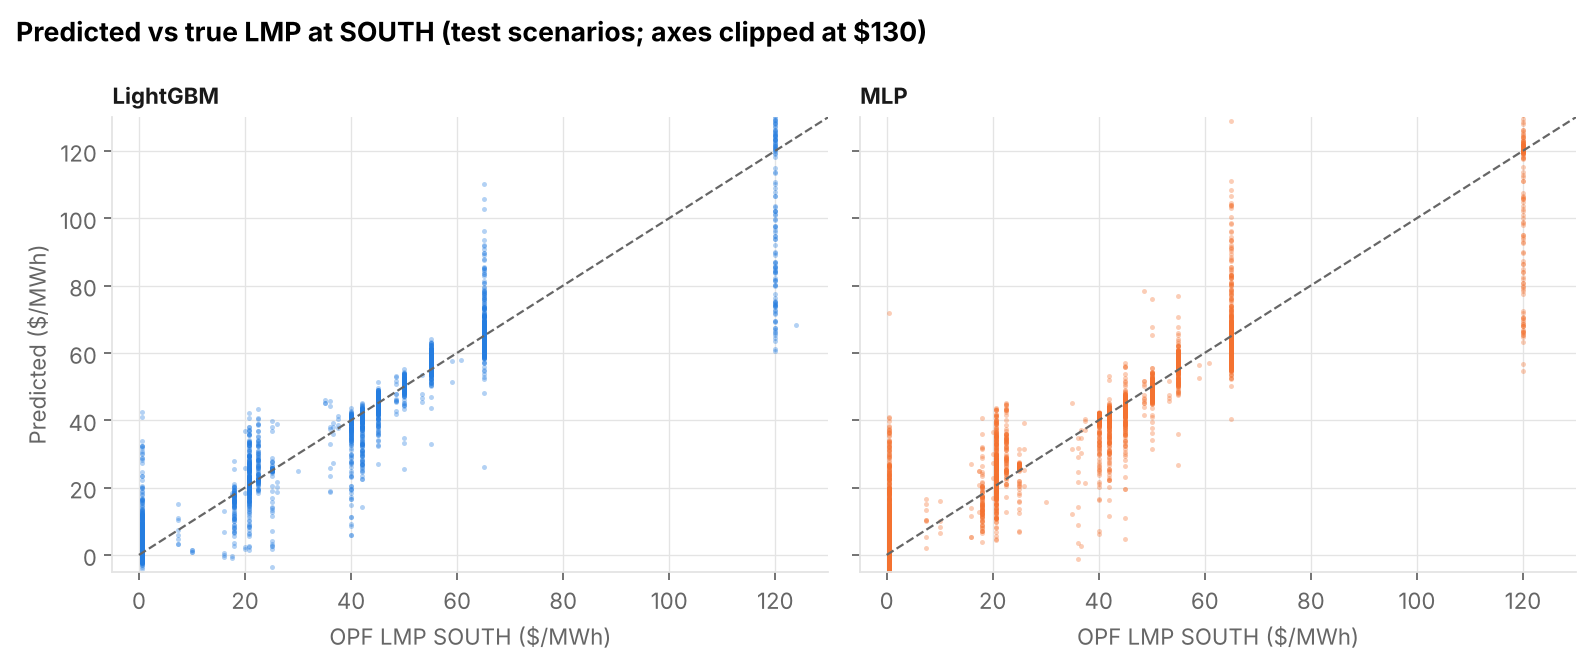 Predicted vs true LMP at SOUTH (test scenarios; axes clipped at $130)
LightGBM
MLP
Predicted ($/MWh)
120
100
80
60
40
20
0
0 20 40 60 80 100 120
0 20 40 60 80 100 120
OPF LMP SOUTH ($/MWh)
OPF LMP SOUTH ($/MWh)